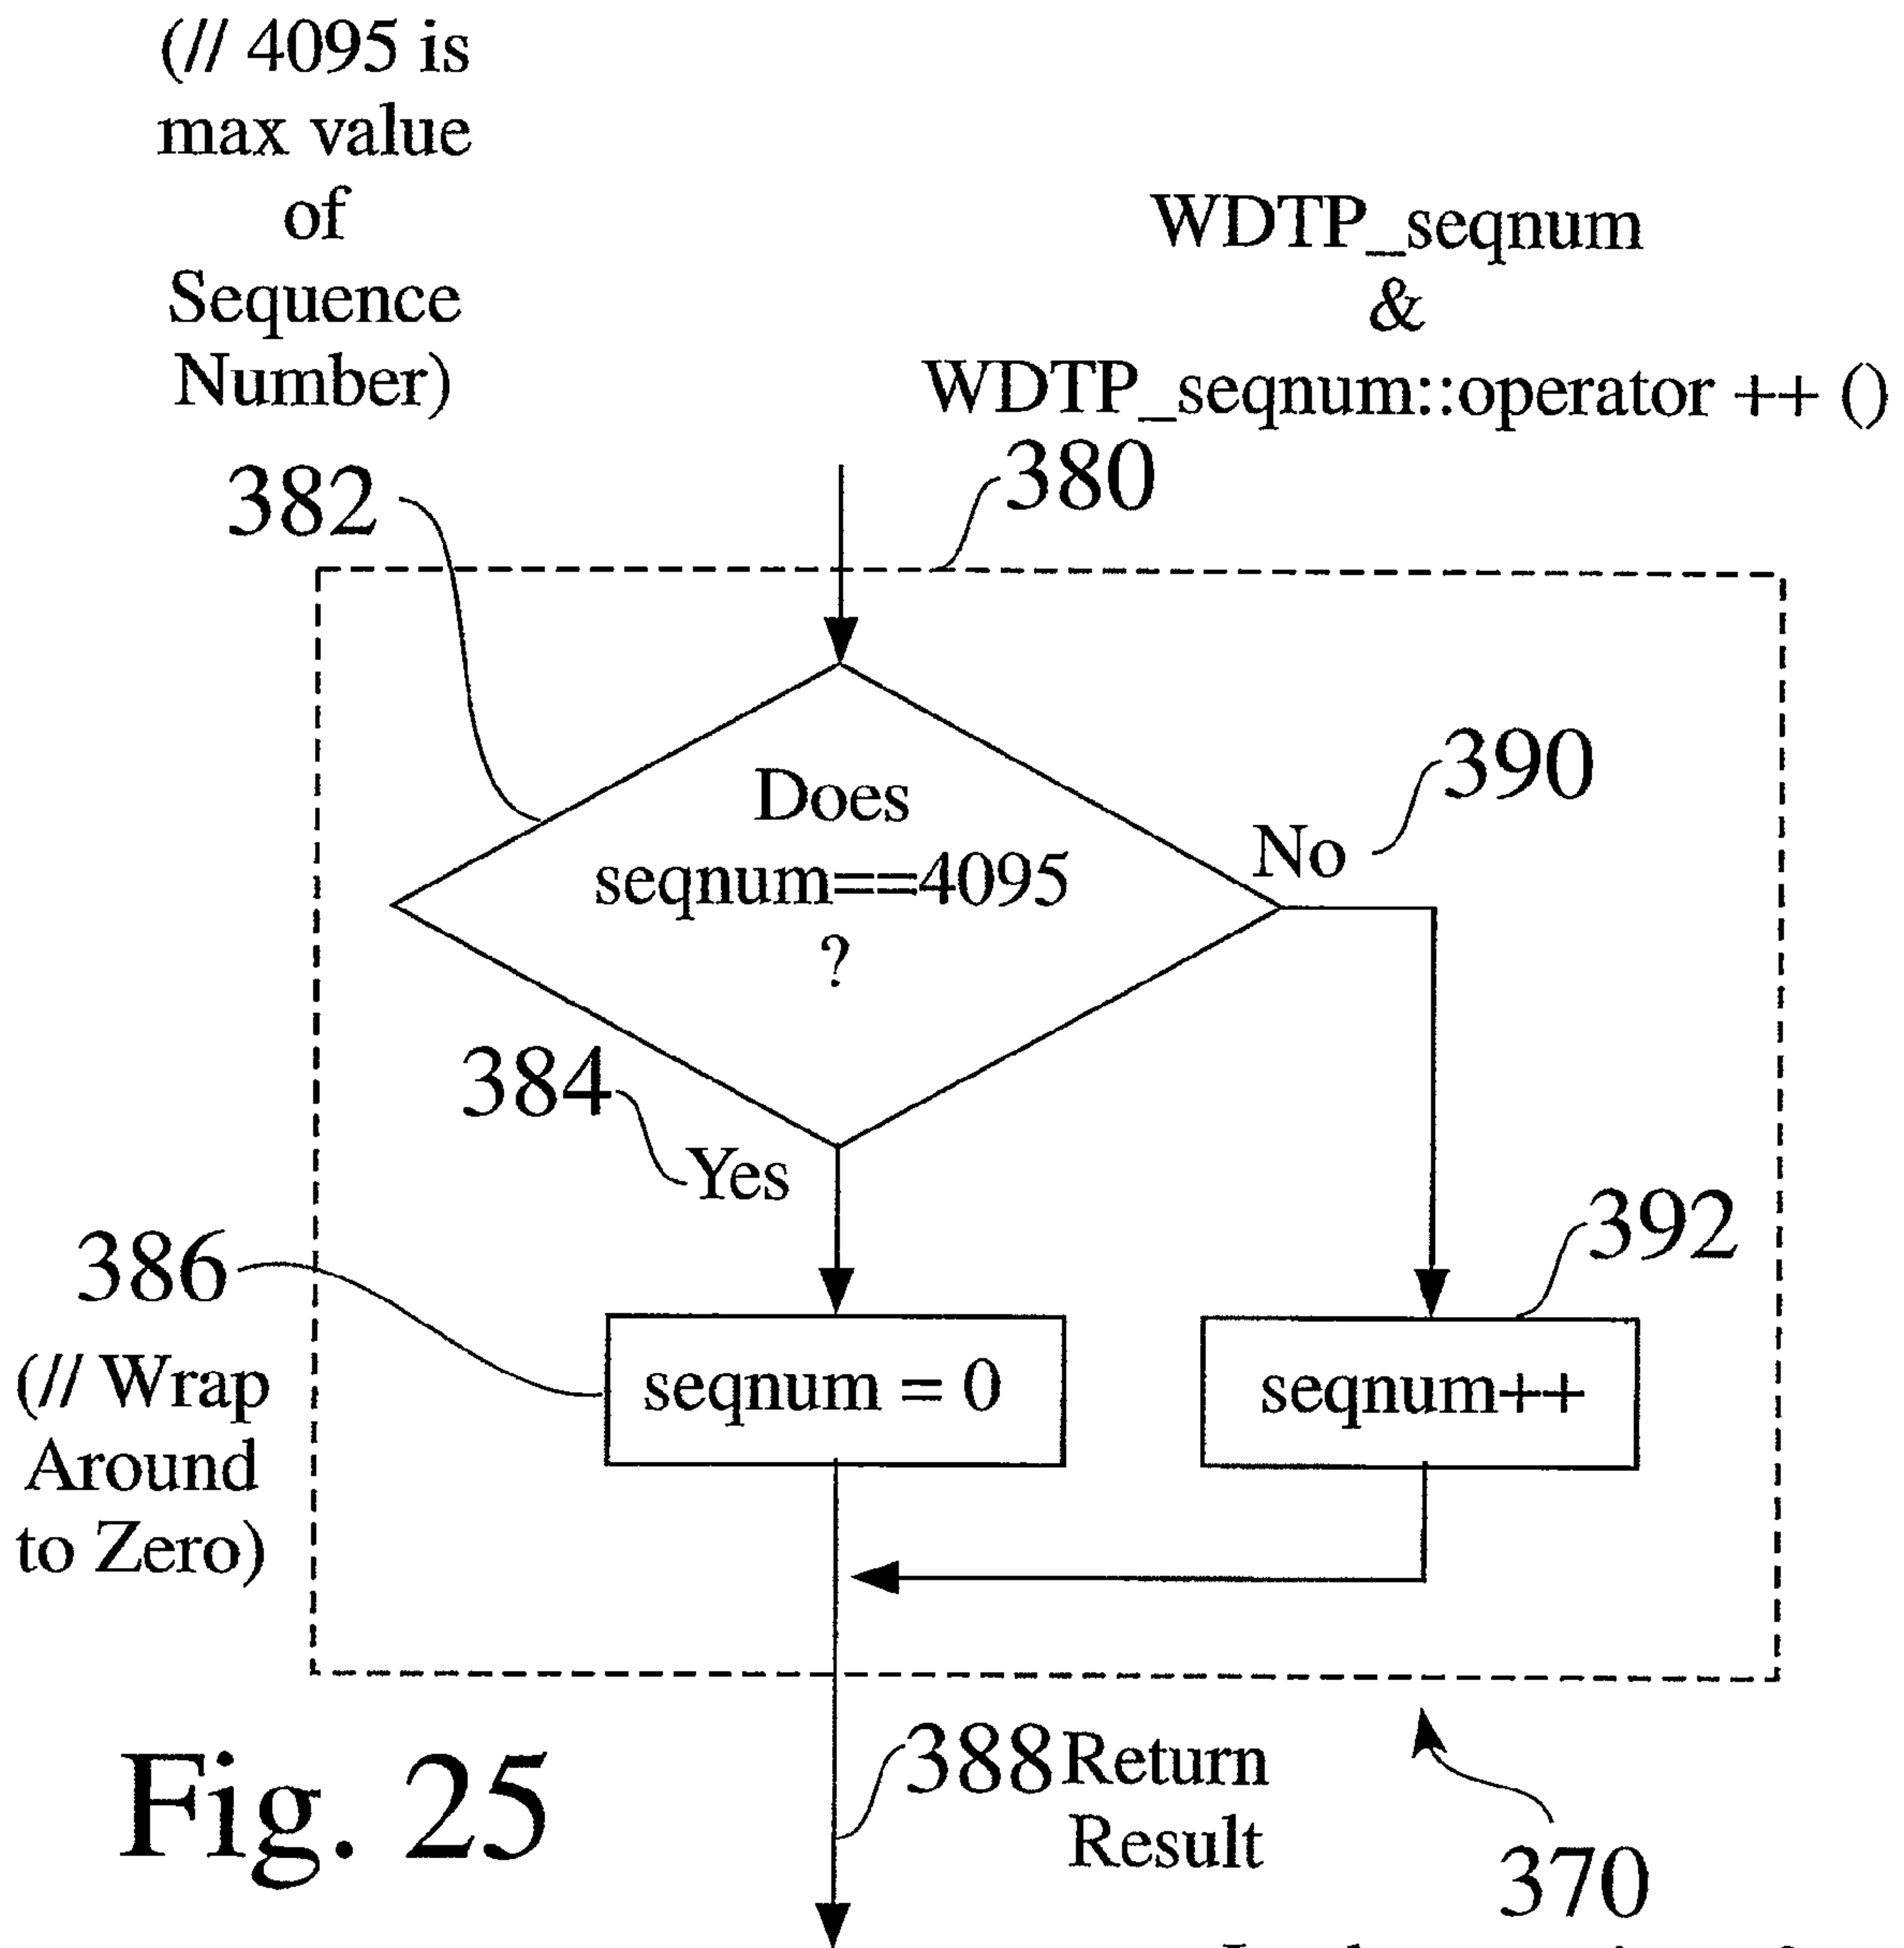 (// 4095 is
max value
of
Sequence
Number)
WDTP_seqnum
&
WDTP_seqnum::operator ++ ()
382
380
Does
seqnum==4095
?
No
390
384
Yes
386
392
(// Wrap
Around
to Zero)
seqnum = 0
seqnum++
388 Return
Result
370
Fig. 25